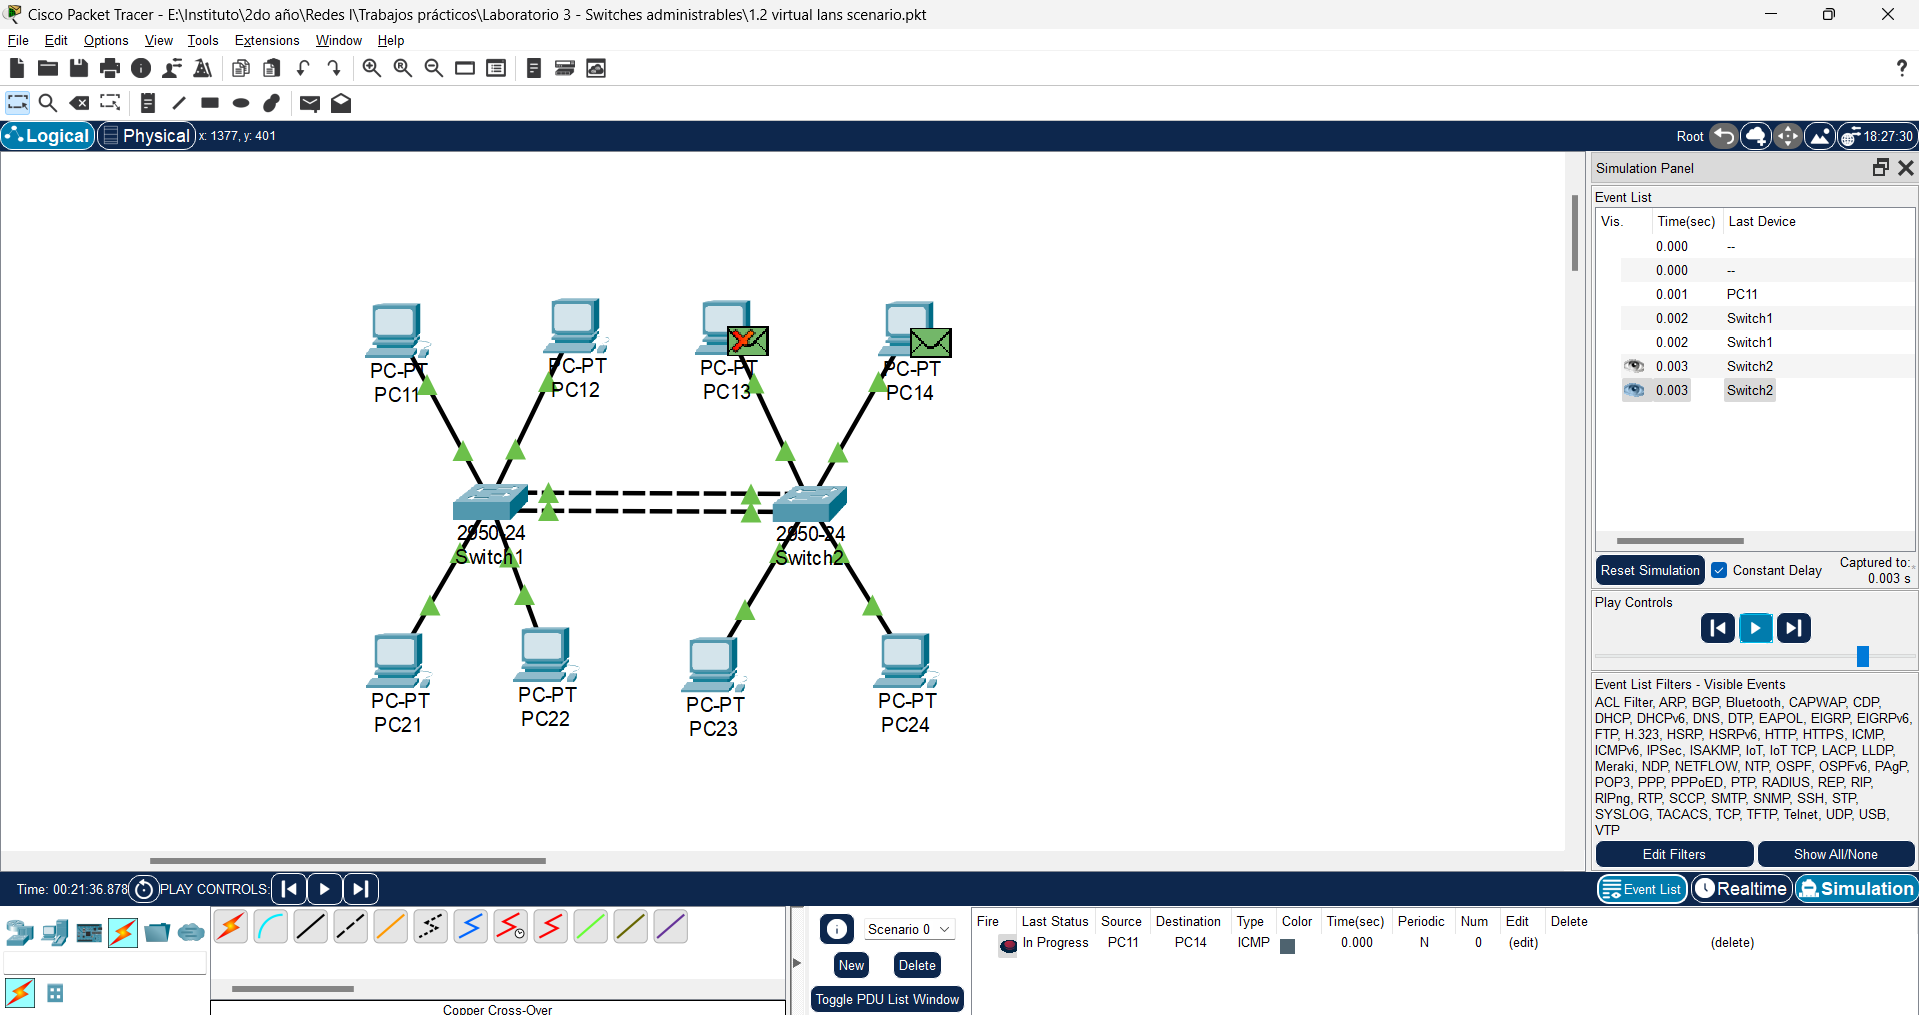 Cisco Packet Tracer - E:\Instituto\2do año\Redes I\Trabajos prácticos\Laboratorio 3 - Switches administrables\1.2 virtual lans scenario.pkt
File Edit Options View Tools Extensions Window Help
?
Logical Physical x: 1377, y: 401 Root 18:27:30
Simulation Panel
Event List
Vis. Time(sec) Last Device
0.000 --
0.000 --
0.001 PC11
0.002 Switch1
0.002 Switch1
0.003 Switch2
0.003 Switch2
PC-PT
PC11
PC-PT
PC12
PC-PT
PC13
PC-PT
PC14
2950-24
Switch1
2950-24
Switch2
PC-PT
PC21
PC-PT
PC22
PC-PT
PC23
PC-PT
PC24
Reset Simulation Constant Delay Captured to:
0.003 s
Play Controls
Event List Filters - Visible Events
ACL Filter, ARP, BGP, Bluetooth, CAPWAP, CDP,
DHCP, DHCPv6, DNS, DTP, EAPOL, EIGRP, EIGRPv6,
FTP, H.323, HSRP, HSRPv6, HTTP, HTTPS, ICMP,
ICMPv6, IPSec, ISAKMP, IoT, IoT TCP, LACP, LLDP,
Meraki, NDP, NETFLOW, NTP, OSPF, OSPFv6, PAgP,
POP3, PPP, PPPoED, PTP, RADIUS, REP, RIP,
RIPng, RTP, SCCP, SMTP, SNMP, SSH, STP,
SYSLOG, TACACS, TCP, TFTP, Telnet, UDP, USB,
VTP
Edit Filters Show All/None
Time: 00:21:36.878 PLAY CONTROLS: Event List Realtime Simulation
Scenario 0
New Delete
Toggle PDU List Window
Fire Last Status Source Destination Type Color Time(sec) Periodic Num Edit Delete
In Progress PC11 PC14 ICMP 0.000 N 0 (edit) (delete)
Copper Cross-Over